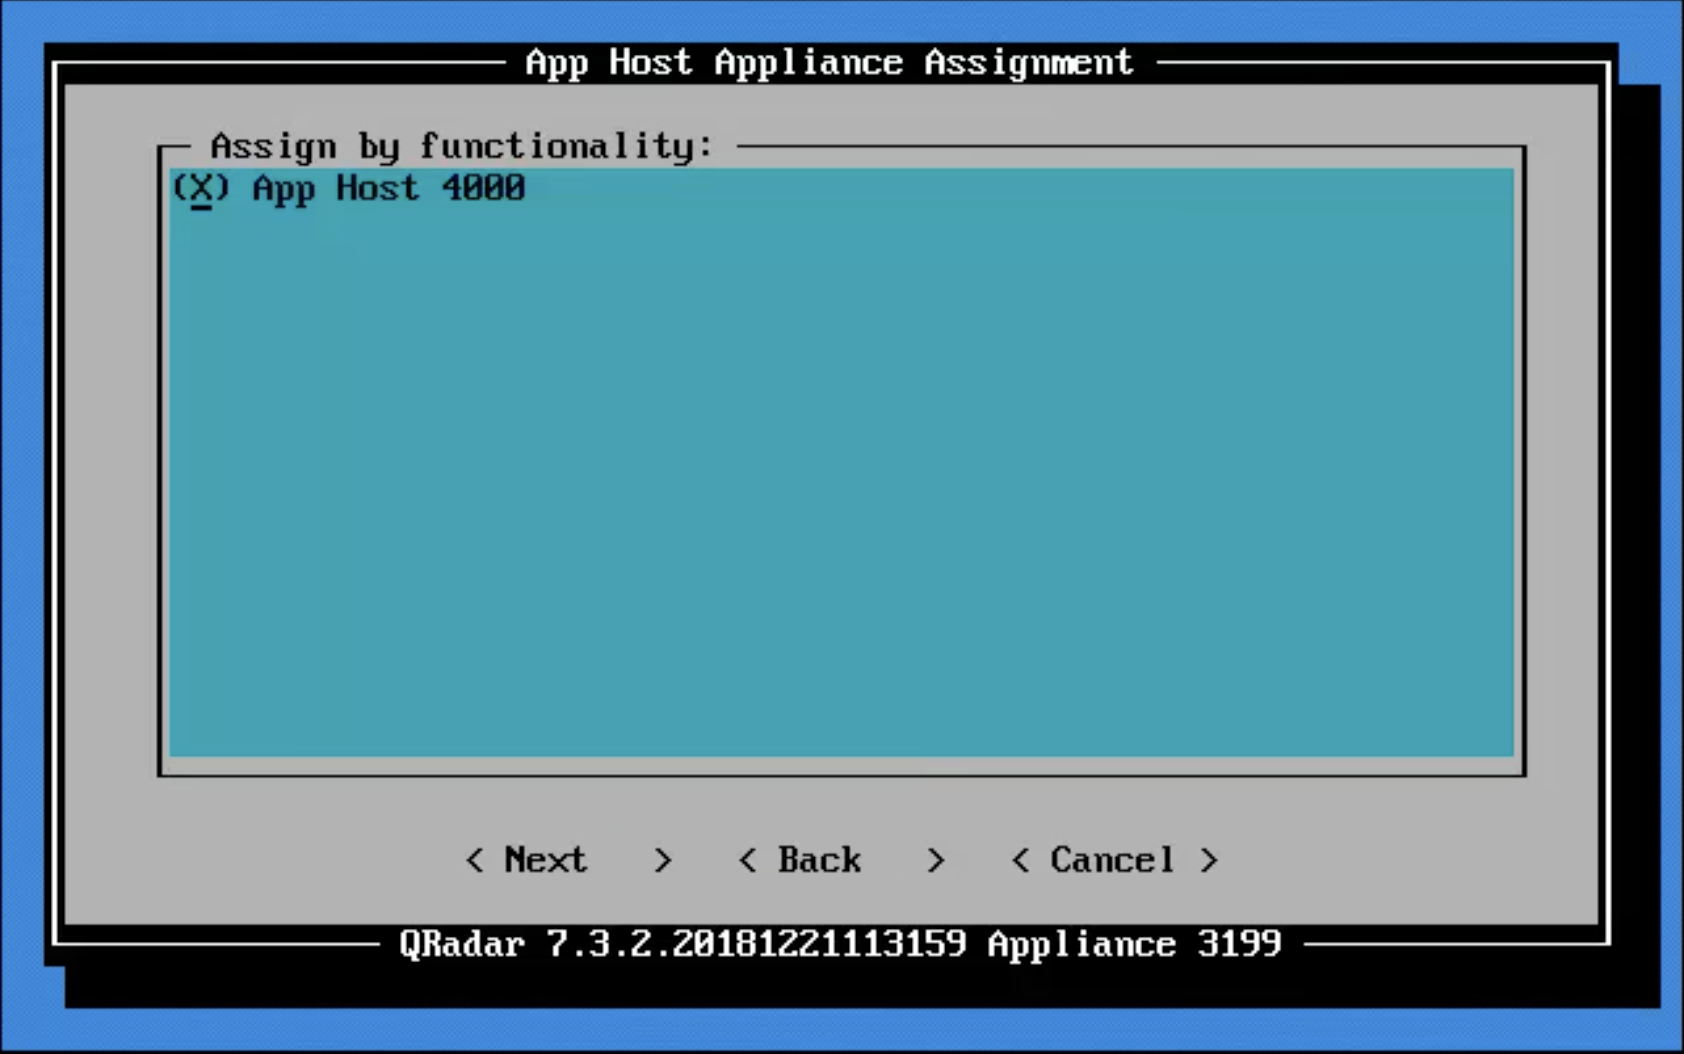 App Host Appliance Assignment
Assign by functionality:
(X) App Host 4000
< Next > < Back > < Cancel >
QRadar 7.3.2.20181221113159 Appliance 3199